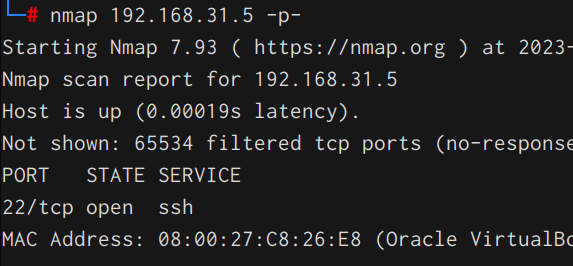 └─# nmap 192.168.31.5 -p-
Starting Nmap 7.93 ( https://nmap.org ) at 2023-
Nmap scan report for 192.168.31.5
Host is up (0.00019s latency).
Not shown: 65534 filtered tcp ports (no-response
PORT   STATE SERVICE
22/tcp open  ssh
MAC Address: 08:00:27:C8:26:E8 (Oracle VirtualBo